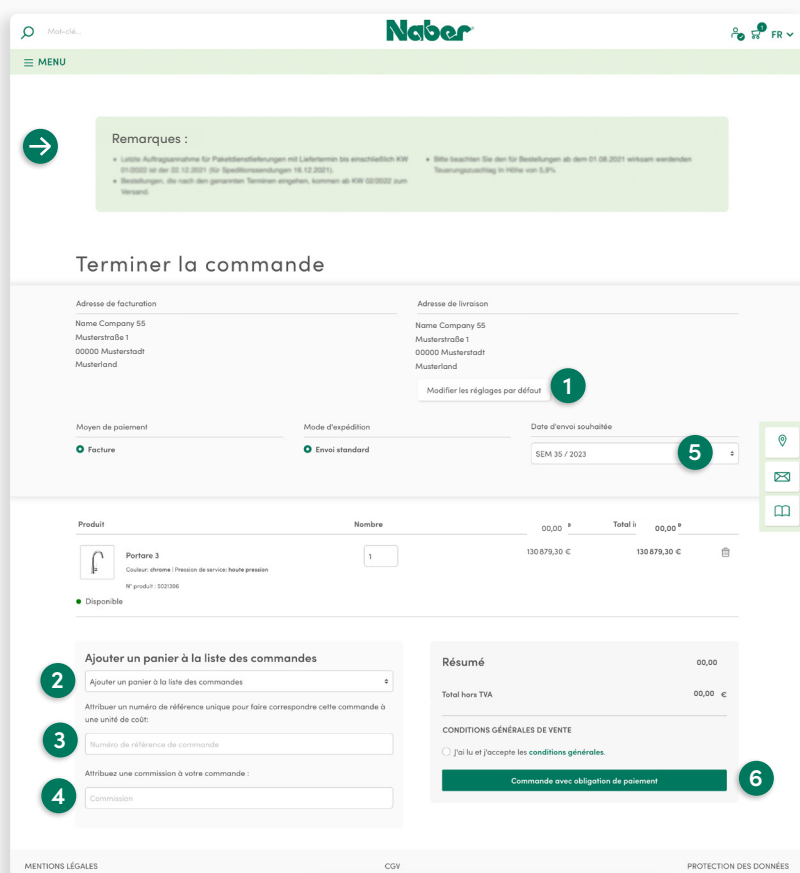 Mot-clé...
Naber
1
FR
MENU
Remarques :
Letzte Auftragsannahme für Paketdienstlieferungen mit Liefertermin bis einschließlich KW
01/2022 ist der 22.12.2021 (für Speditionssendungen 16.12.2021).
Bestellungen, die nach den genannten Terminen eingehen, kommen ab KW 02/2022 zum
Versand.
Bitte beachten Sie den für Bestellungen ab dem 01.08.2021 wirksam werdenden
Teuerungszuschlag in Höhe von 5,9%
Terminer la commande
Adresse de facturation
Name Company 55
Musterstraße 1
00000 Musterstadt
Musterland
Adresse de livraison
Name Company 55
Musterstraße 1
00000 Musterstadt
Musterland
Modifier les réglages par défaut
1
Moyen de paiement
Facture
Mode d'expédition
Envoi standard
Date d'envoi souhaitée
SEM 35 / 2023
5
Produit Nombre 00,00 Total 00,00
Portare 3 1 130 879,30 € 130 879,30 €
Couleur: chrome | Pression de service: haute pression
N° produit : 5021306
Disponible
Ajouter un panier à la liste des commandes
2
Ajouter un panier à la liste des commandes
Attribuer un numéro de référence unique pour faire correspondre cette commande à
une unité de coût:
3
Numéro de référence de commande
Attribuez une commission à votre commande :
4
Commission
Résumé 00,00
Total hors TVA 00,00 €
CONDITIONS GÉNÉRALES DE VENTE
J'ai lu et j'accepte les conditions générales.
Commande avec obligation de paiement
6
MENTIONS LÉGALES
CGV
PROTECTION DES DONNÉES